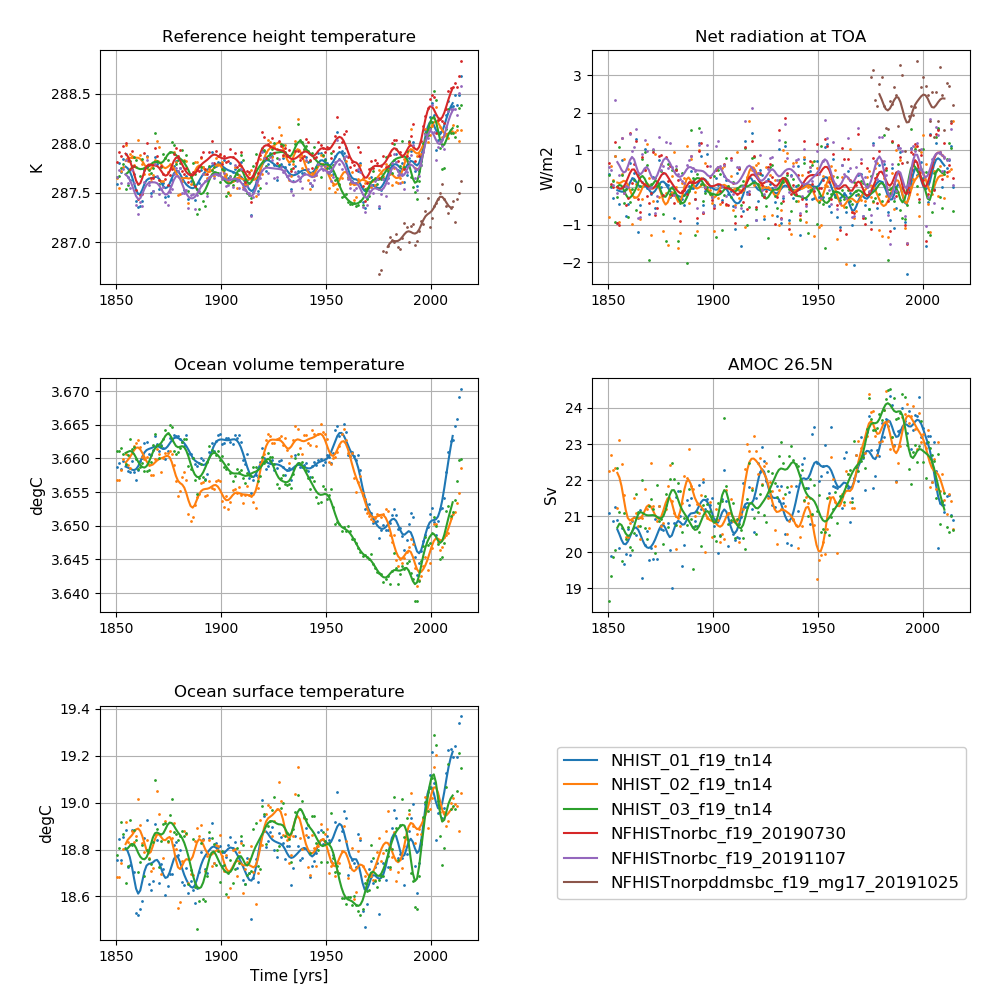 Reference height temperature
K
288.5
288.0
287.5
287.0
1850 1900 1950 2000
Net radiation at TOA
W/m2
3
2
1
0
−1
−2
1850 1900 1950 2000
Ocean volume temperature
degC
3.670
3.665
3.660
3.655
3.650
3.645
3.640
1850 1900 1950 2000
AMOC 26.5N
Sv
24
23
22
21
20
19
1850 1900 1950 2000
Ocean surface temperature
degC
19.4
19.2
19.0
18.8
18.6
1850 1900 1950 2000
Time [yrs]
NHIST_01_f19_tn14
NHIST_02_f19_tn14
NHIST_03_f19_tn14
NFHISTnorbc_f19_20190730
NFHISTnorbc_f19_20191107
NFHISTnorpddmsbc_f19_mg17_20191025